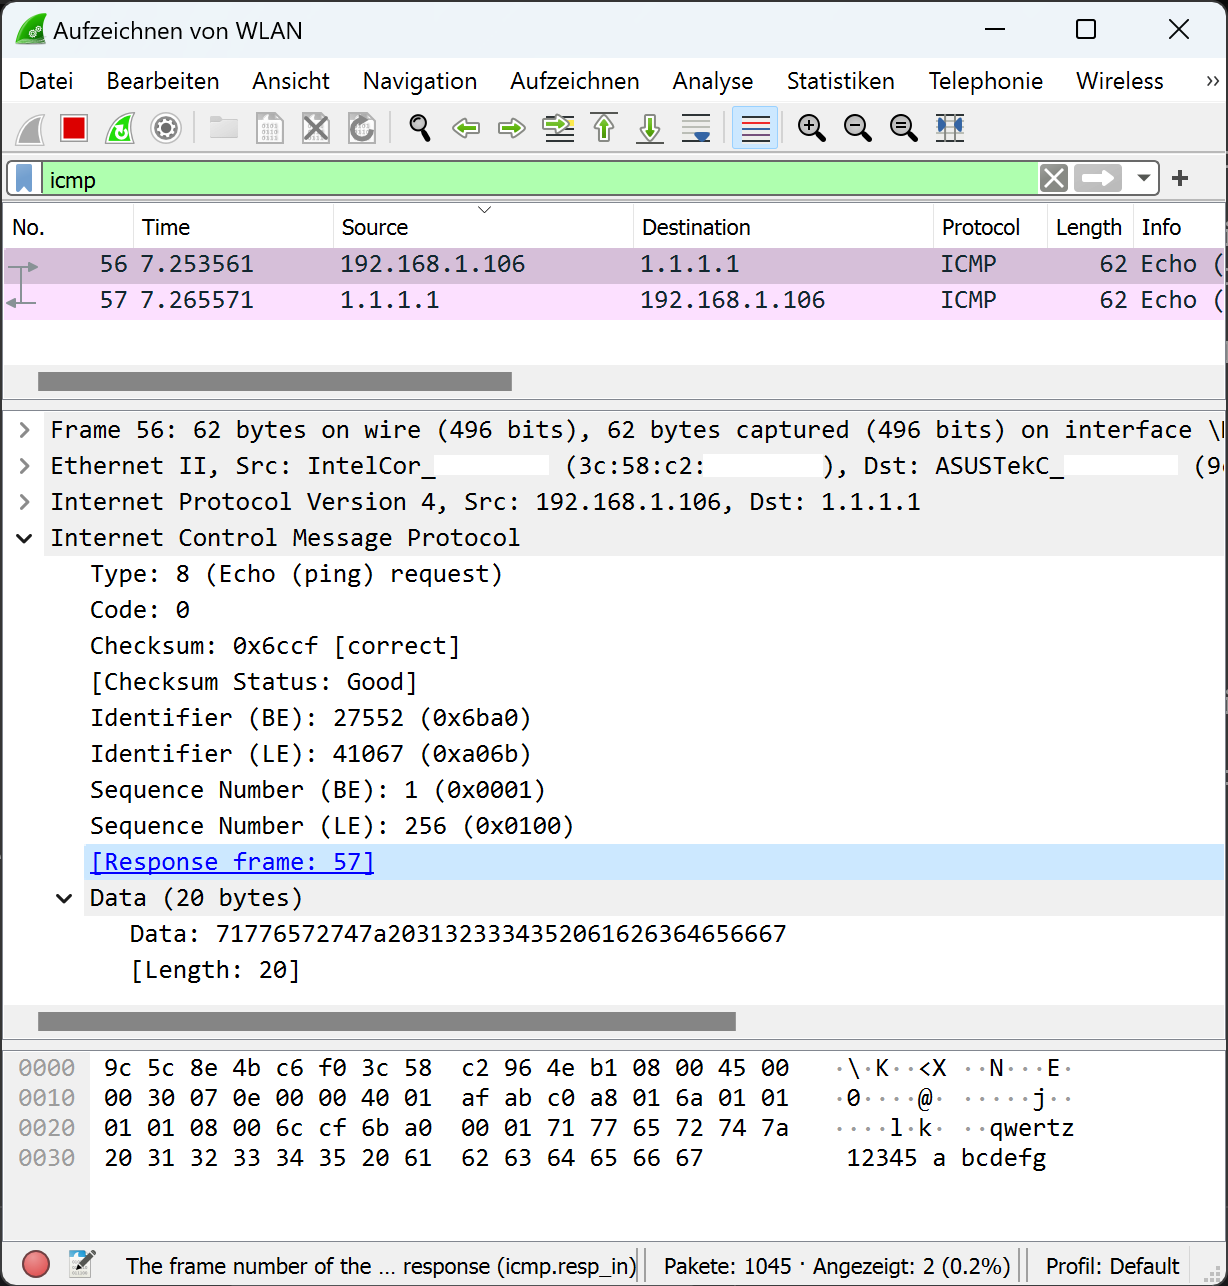 Aufzeichnen von WLAN
Datei Bearbeiten Ansicht Navigation Aufzeichnen Analyse Statistiken Telephonie Wireless »
icmp
No. Time Source Destination Protocol Length Info
56 7.253561 192.168.1.106 1.1.1.1 ICMP 62 Echo (
57 7.265571 1.1.1.1 192.168.1.106 ICMP 62 Echo (
Frame 56: 62 bytes on wire (496 bits), 62 bytes captured (496 bits) on interface \
Ethernet II, Src: IntelCor_ (3c:58:c2: ), Dst: ASUSTekC_ (9c
Internet Protocol Version 4, Src: 192.168.1.106, Dst: 1.1.1.1
Internet Control Message Protocol
Type: 8 (Echo (ping) request)
Code: 0
Checksum: 0x6ccf [correct]
[Checksum Status: Good]
Identifier (BE): 27552 (0x6ba0)
Identifier (LE): 41067 (0xa06b)
Sequence Number (BE): 1 (0x0001)
Sequence Number (LE): 256 (0x0100)
[Response frame: 57]
Data (20 bytes)
Data: 71776572747a2031323334352061626364656667
[Length: 20]
0000 9c 5c 8e 4b c6 f0 3c 58 c2 96 4e b1 08 00 45 00 ·\·K··<X ··N···E·
0010 00 30 07 0e 00 00 40 01 af ab c0 a8 01 6a 01 01 ·0····@· ·····j··
0020 01 01 08 00 6c cf 6b a0 00 01 71 77 65 72 74 7a ····l·k· ··qwertz
0030 20 31 32 33 34 35 20 61 62 63 64 65 66 67 12345 a bcdefg
The frame number of the ... response (icmp.resp_in) Pakete: 1045 · Angezeigt: 2 (0.2%) Profil: Default